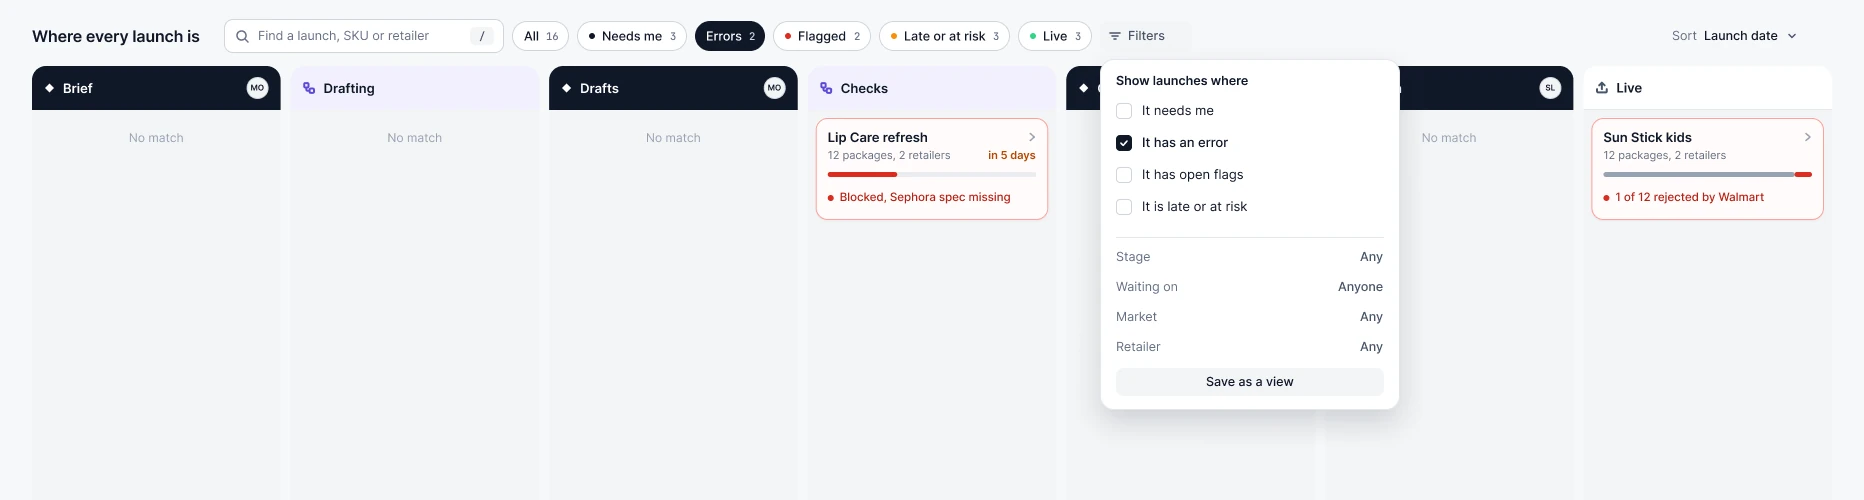 Where every launch is
Find a launch, SKU or retailer /
All 16
Needs me 3
Errors 2
Flagged 2
Late or at risk 3
Live 3
Filters
Sort Launch date
Brief MO
Drafting
Drafts MO
Checks
SL
Live
No match
No match
No match
Lip Care refresh
12 packages, 2 retailers in 5 days
Blocked, Sephora spec missing
Show launches where
It needs me
It has an error
It has open flags
It is late or at risk
Stage Any
Waiting on Anyone
Market Any
Retailer Any
Save as a view
No match
Sun Stick kids
12 packages, 2 retailers
1 of 12 rejected by Walmart